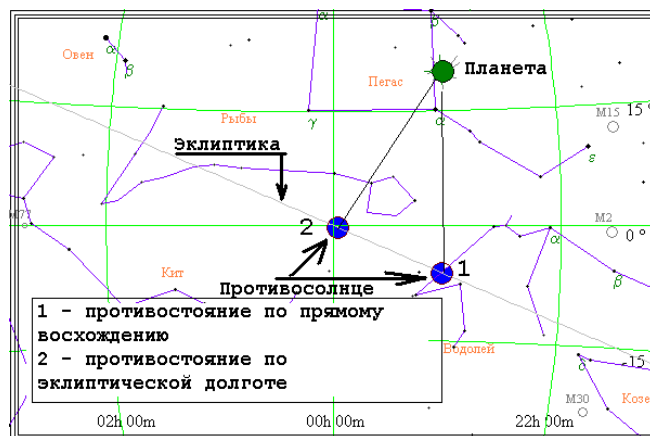 α
Овен
α
β
β
Пегас
Планета
M15
15 °
Рыбы
γ
α
Эклиптика
ε
M77
2
M2
0 °
α
Кит
Противосолнце
1
β
1 - противостояние по прямому
восхождению
2 - противостояние по
эклиптической долготе
Водолей
-15
M30
Козе
02h 00m
00h 00m
22h 00m